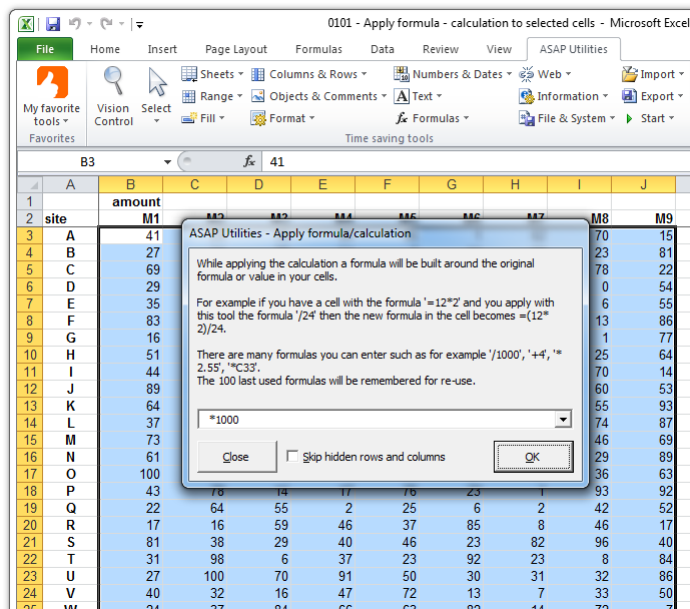 0101 - Apply formula - calculation to selected cells - Microsoft Excel
File Home Insert Page Layout Formulas Data Review View ASAP Utilities
Sheets Columns & Rows Numbers & Dates Web Import
My favorite tools Vision Control Select Range Objects & Comments Text Information Export
Fill Format Formulas File & System Start
Favorites Time saving tools
B3 fx 41
A B C D E F G H I J
1 amount
2 site M1 M2 M3 M4 M5 M6 M7 M8 M9
3 A 41 70 15
ASAP Utilities - Apply formula/calculation
4 B 27 23 81
5 C 69 78 22
6 D 29 0 54
7 E 35 6 55
8 F 83 13 86
9 G 16 1 77
10 H 51 25 64
11 I 44 70 14
12 J 89 60 53
13 K 64 55 93
14 L 37 74 87
15 M 73 46 69
16 N 61 29 89
17 O 100 36 63
While applying the calculation a formula will be built around the original
formula or value in your cells.
For example if you have a cell with the formula '=12*2' and you apply with
this tool the formula '/24' then the new formula in the cell becomes =(12*
2)/24.
There are many formulas you can enter such as for example '/1000', '+4', '*
2.55', '*C33'.
The 100 last used formulas will be remembered for re-use.
*1000
Close Skip hidden rows and columns OK
18 P 43 78 14 17 76 23 1 93 92
19 Q 22 64 55 2 25 6 2 42 52
20 R 17 16 59 46 37 85 8 46 17
21 S 81 38 29 40 46 23 82 96 40
22 T 31 98 6 37 23 92 23 8 84
23 U 27 100 70 91 50 30 31 32 86
24 V 40 32 16 47 72 13 7 33 50